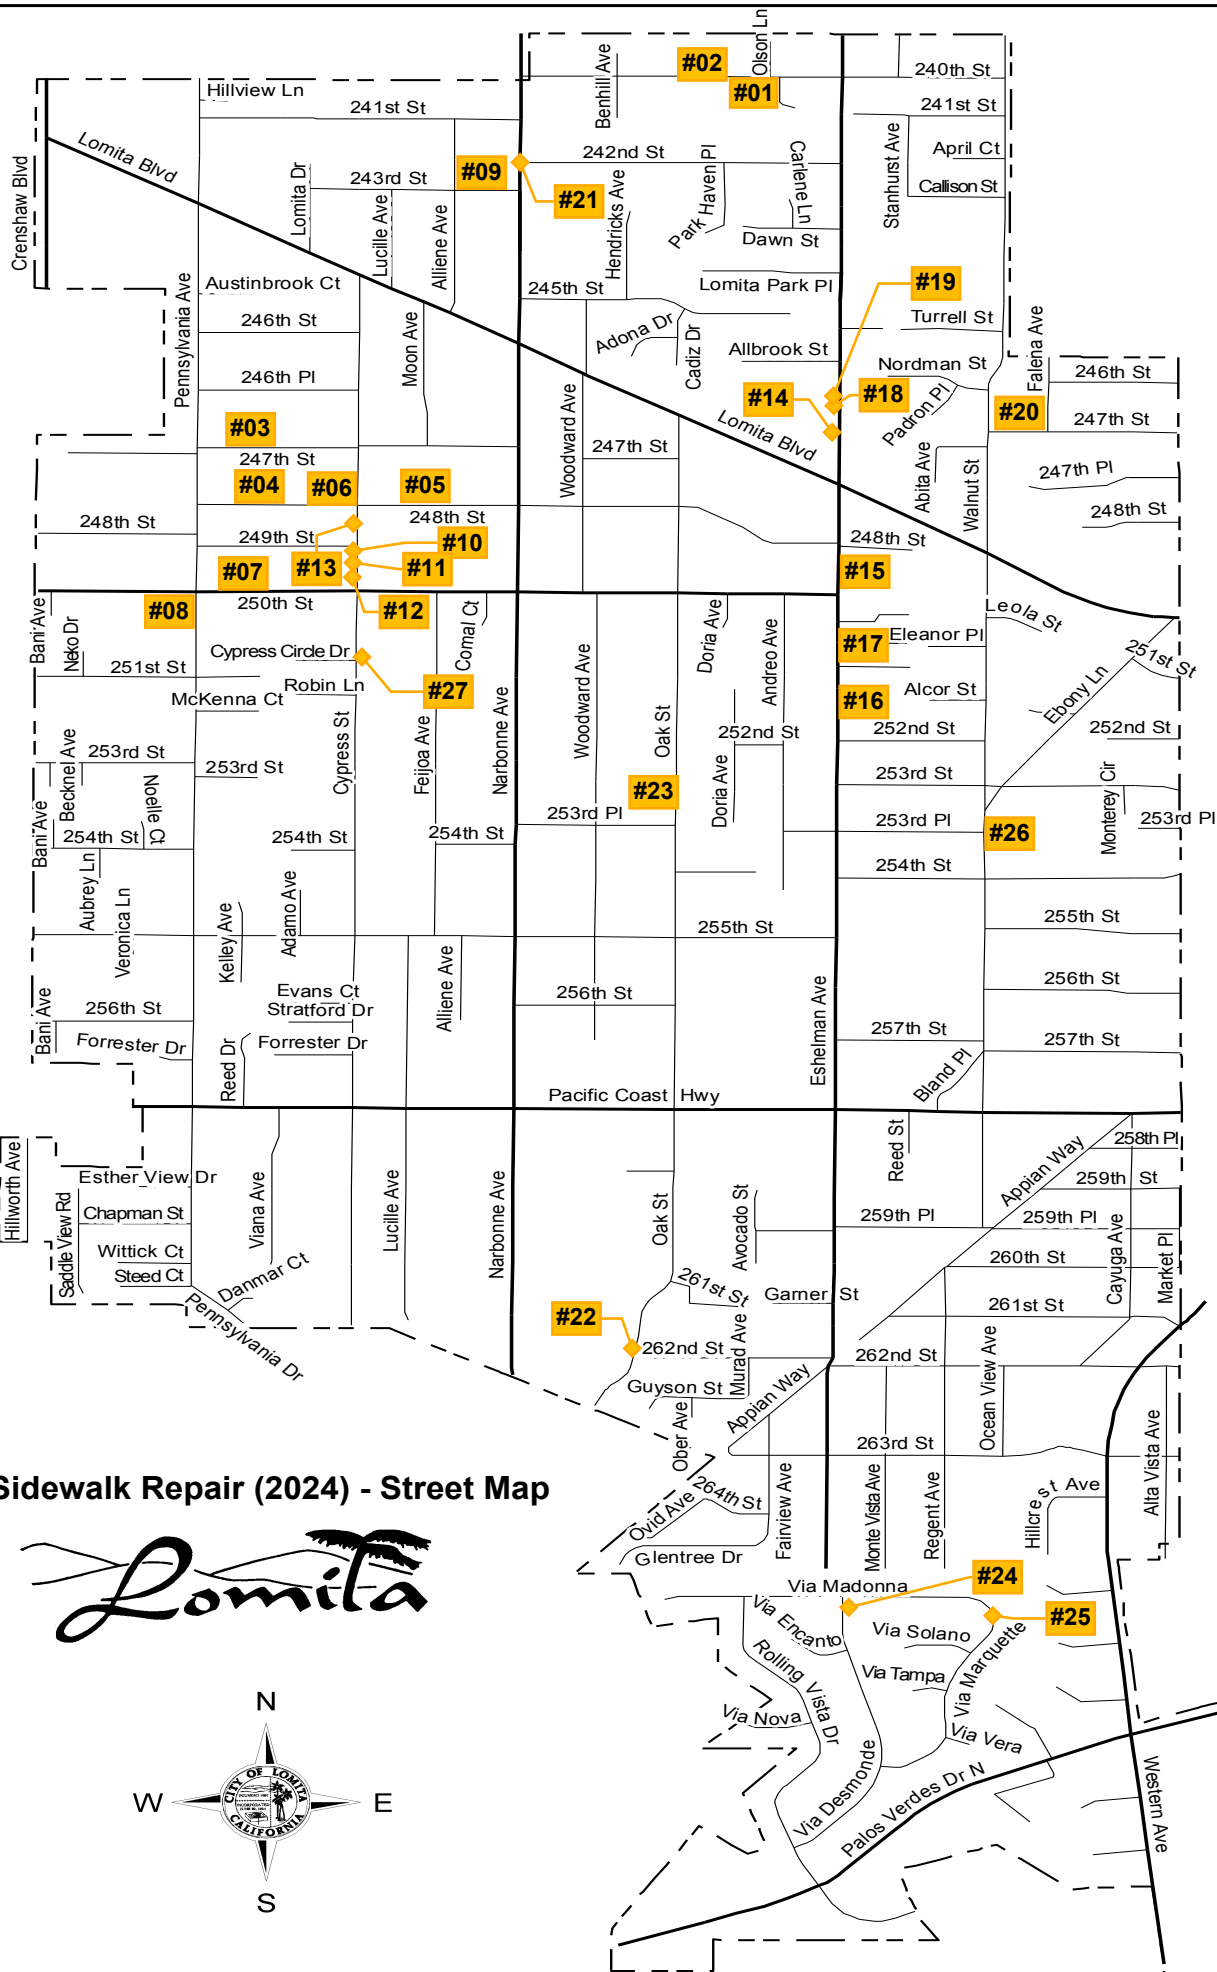 Olson Ln
#02
Benhill Ave
240th St
Hillview Ln
#01
241st St
241st St
Lomita Blvd
Crenshaw Blvd
#09
242nd St
Park Haven Pl
Carlene Ln
Stanhurst Ave
April Ct
Lomita Dr
243rd St
Callison St
#21
Hendricks Ave
Lucille Ave
Alliene Ave
Dawn St
Austinbrook Ct
245th St
Lomita Park Pl
#19
Pennsylvania Ave
246th St
Adona Dr
Cadiz Dr
Turrell St
Moon Ave
Allbrook St
Nordman St
Falena Ave
246th St
246th Pl
#14
#18
Padron Pl
#20
247th St
#03
Woodward Ave
Lomita Blvd
247th St
247th St
Abita Ave
Walnut St
247th Pl
#04
#06
#05
248th St
248th St
248th St
249th St
#10
248th St
#07
#13
#11
#15
#08
250th St
#12
Bani Ave
Neko Dr
Comal Ct
Doria Ave
Andreo Ave
Leola St
#17
Eleanor Pl
251st St
Cypress Circle Dr
251st St
#27
Robin Ln
McKenna Ct
#16
Alcor St
Ebony Ln
Woodward Ave
Oak St
252nd St
252nd St
252nd St
Narbonne Ave
Feijoa Ave
Cypress St
253rd St
253rd St
Becknel Ave
Noelle Ct
Doria Ave
253rd St
Monterey Cir
#23
Bani Ave
254th St
254th St
254th St
253rd Pl
253rd Pl
#26
253rd Pl
254th St
Aubrey Ln
Veronica Ln
Kelley Ave
Adamo Ave
255th St
255th St
Alliene Ave
Evans Ct
256th St
256th St
Bani Ave
256th St
Stratford Dr
Eshelman Ave
257th St
257th St
Forrester Dr
Forrester Dr
Reed Dr
Bland Pl
Pacific Coast Hwy
Hillworth Ave
Reed St
Appian Way
258th Pl
Esther View Dr
259th St
Saddle View Rd
Chapman St
Viana Ave
Lucille Ave
Narbonne Ave
Oak St
Avocado St
259th Pl
259th Pl
Wittick Ct
260th St
Cayuga Ave
Market Pl
Steed Ct
Danmar Ct
261st St
Garner St
261st St
Pennsylvania Dr
#22
262nd St
Murad Ave
262nd St
Ocean View Ave
Guyson St
Appian Way
Ober Ave
263rd St
Alta Vista Ave
Sidewalk Repair (2024) - Street Map
264th St
Ovid Ave
Fairview Ave
Monte Vista Ave
Regent Ave
Hillcrest Ave
Lomita
Glentree Dr
Via Madonna
#24
Via Encanto
Via Solano
#25
Rolling Vista Dr
Via Tampa
Via Marquette
N
Via Nova
Via Vera
W
E
CITY OF LOMITA
CALIFORNIA
Via Desmonde
Palos Verdes Dr N
Western Ave
S